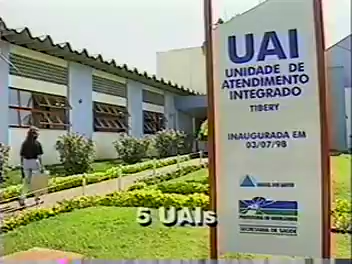 UAI
UNIDADE DE
ATENDIMENTO
INTEGRADO
TIBERY
INAUGURADA EM
03/07/98
5 UAIs
SECRETARIA DE SAÚDE